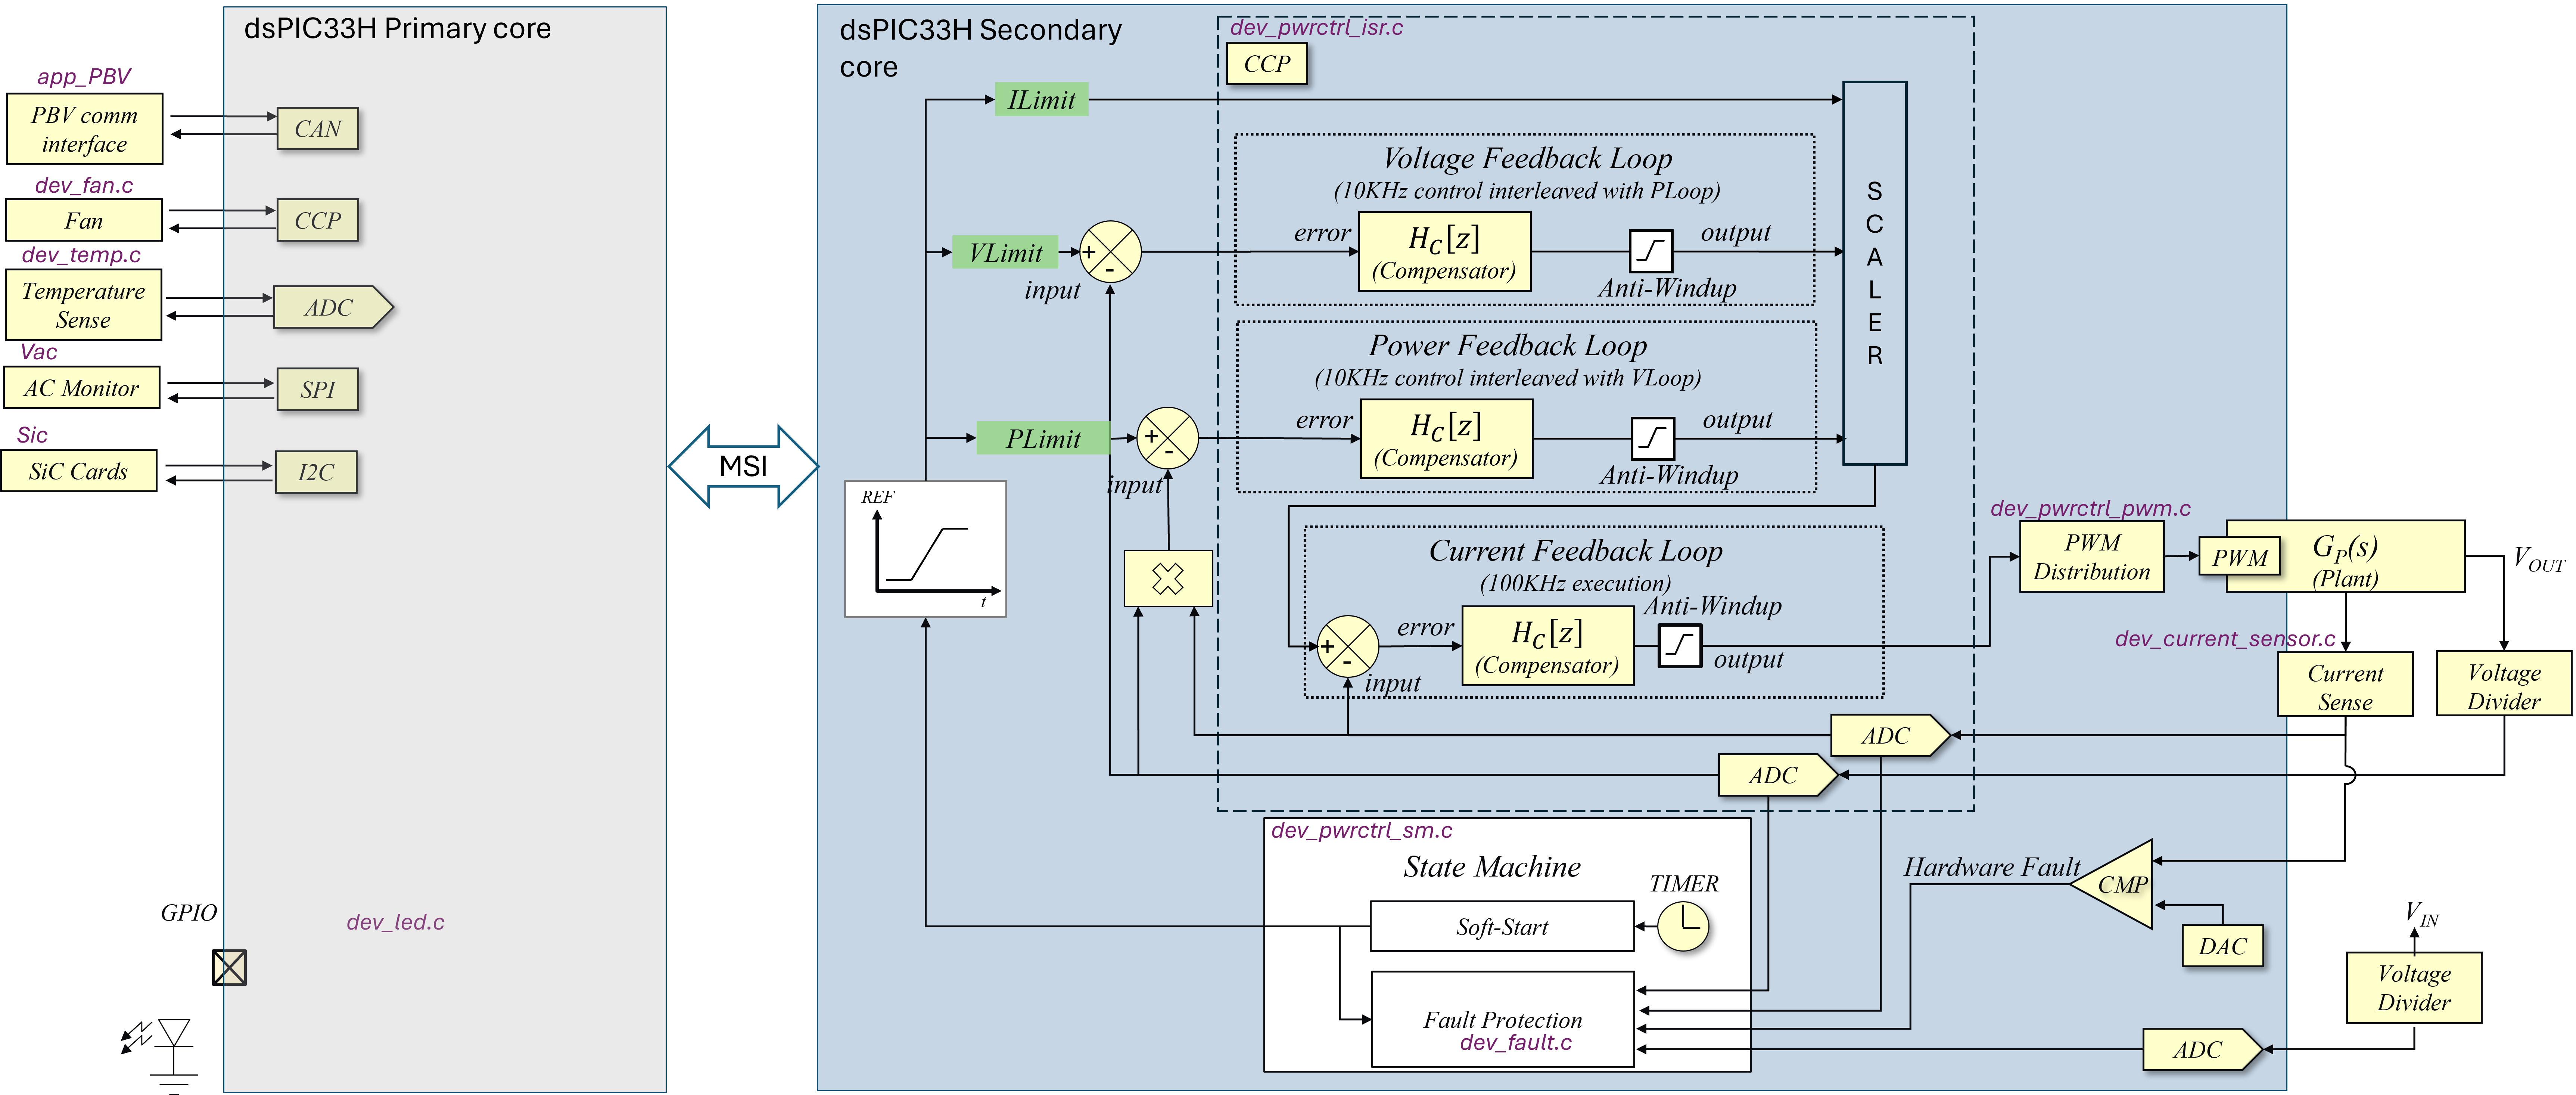 dsPIC33H Primary core
app_PBV
PBV comm
interface
CAN
dev_fan.c
Fan
CCP
dev_temp.c
Temperature
Sense
ADC
Vac
AC Monitor
SPI
Sic
SiC Cards
I2C
GPIO
dev_led.c
MSI
dsPIC33H Secondary
core
dev_pwrctrl_isr.c
CCP
ILimit
Voltage Feedback Loop
(10KHz control interleaved with PLoop)
VLimit
+
-
input
error
H_C[z]
(Compensator)
Anti-Windup
output
S
C
A
L
E
R
Power Feedback Loop
(10KHz control interleaved with VLoop)
PLimit
+
-
input
error
H_C[z]
(Compensator)
Anti-Windup
output
REF
t
Current Feedback Loop
(100KHz execution)
+
-
input
error
H_C[z]
(Compensator)
Anti-Windup
output
dev_pwrctrl_pwm.c
PWM
Distribution
PWM
G_P(s)
(Plant)
V_OUT
dev_current_sensor.c
Current
Sense
Voltage
Divider
ADC
ADC
dev_pwrctrl_sm.c
State Machine
TIMER
Soft-Start
Fault Protection
dev_fault.c
Hardware Fault
CMP
DAC
V_IN
Voltage
Divider
ADC